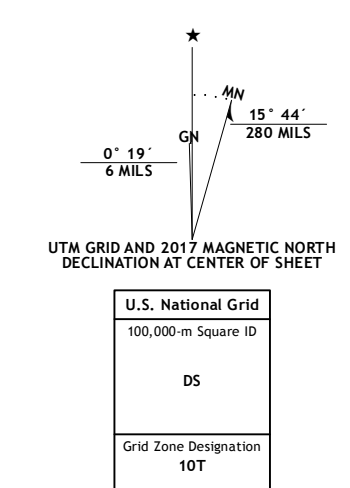 ★
MN
GN
15° 44´
280 MILS
0° 19´
6 MILS
UTM GRID AND 2017 MAGNETIC NORTH
DECLINATION AT CENTER OF SHEET
U.S. National Grid
100,000-m Square ID
DS
Grid Zone Designation
10T